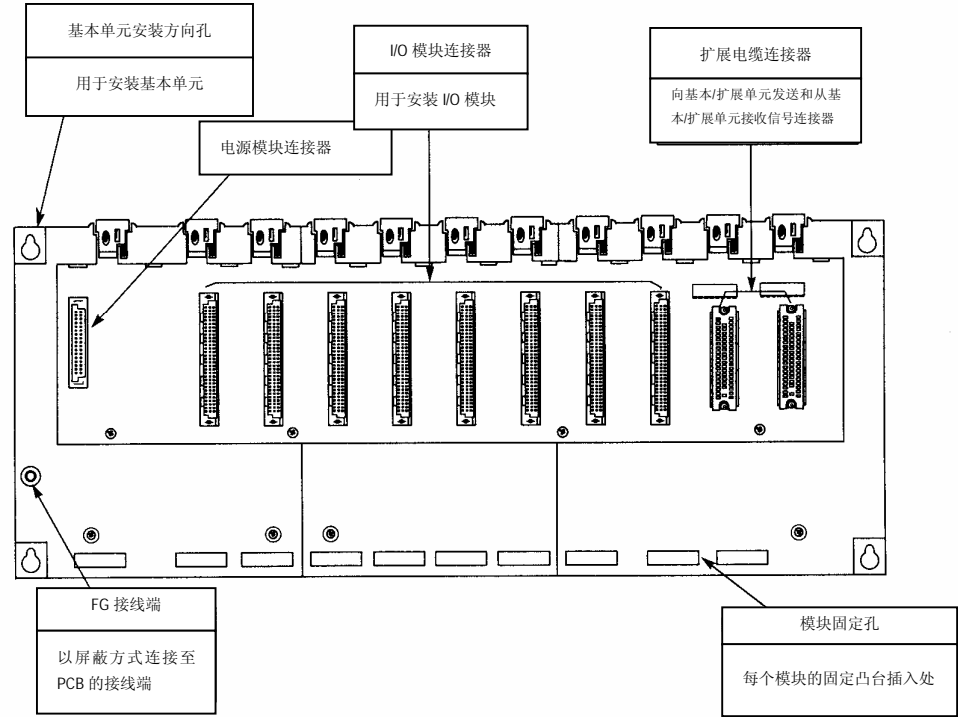 基本单元安装方向孔
用于安装基本单元
I/O 模块连接器
用于安装 I/O 模块
扩展电缆连接器
向基本/扩展单元发送和从基
本/扩展单元接收信号连接器
电源模块连接器
FG 接线端
以屏蔽方式连接至
PCB 的接线端
模块固定孔
每个模块的固定凸台插入处